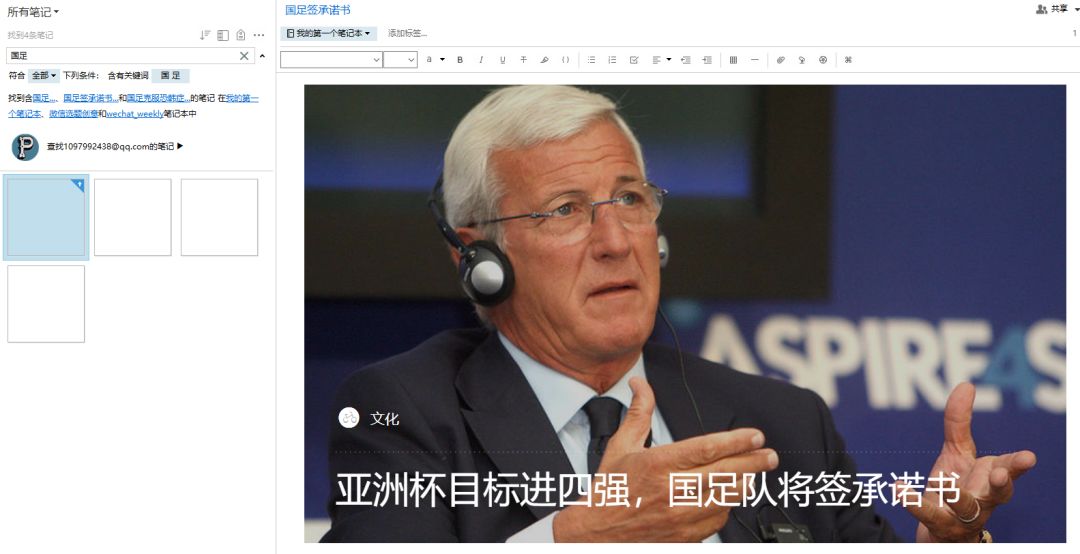 所有笔记
找到4条笔记
国足
符合 全部 下列条件： 含有关键词 国 足
找到含国足...、国足签承诺书...和国足克服恐韩症...的笔记 在我的第一
个笔记本、微信选题创意和wechat_weekly笔记本中
查找1097992438@qq.com的笔记
国足签承诺书
共享
我的第一个笔记本
添加标签...
1
a B I U T
ASPIRE4S
文化
亚洲杯目标进四强，国足队将签承诺书